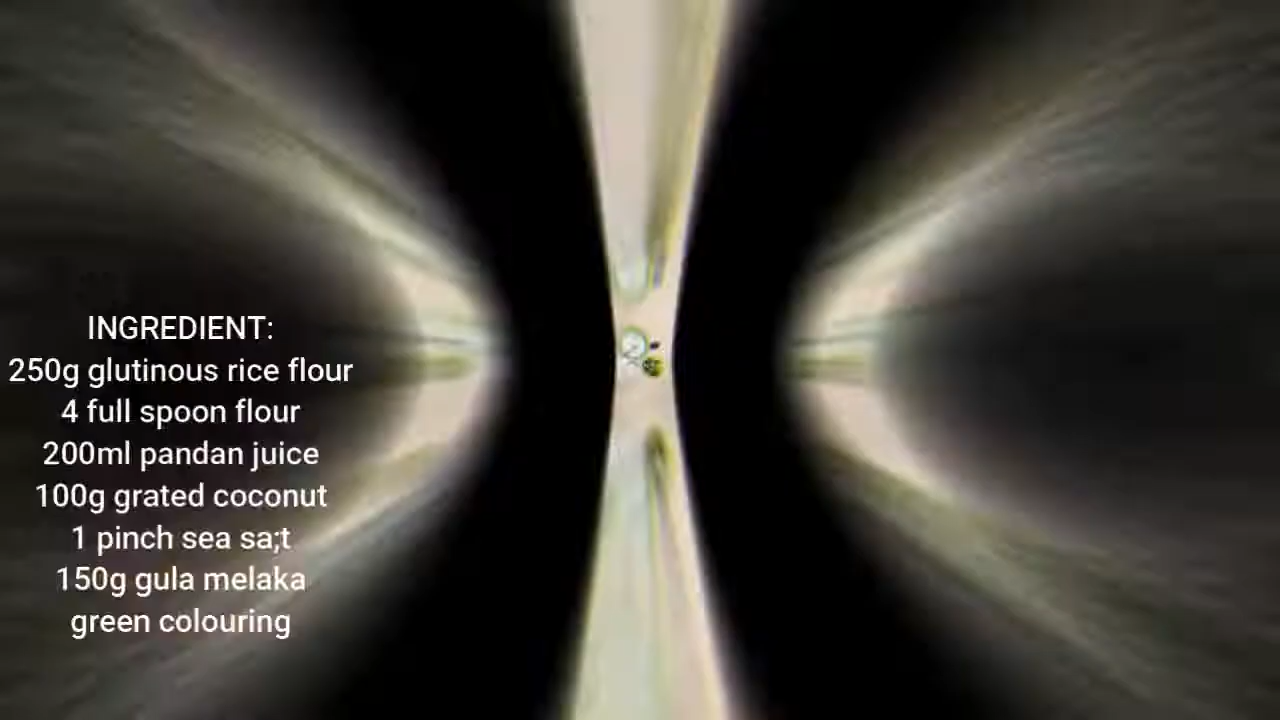 INGREDIENT:
250g glutinous rice flour
4 full spoon flour
200ml pandan juice
100g grated coconut
1 pinch sea sa;t
150g gula melaka
green colouring